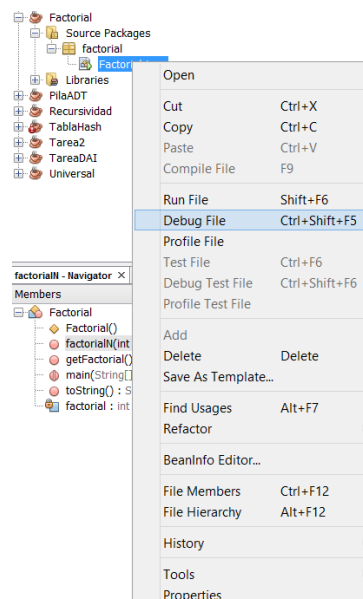 Factorial
Source Packages
factorial
Libraries
PilaADT
Recursividad
TablaHash
Tarea2
TareaDAI
Universal
Open
Cut Ctrl+X
Copy Ctrl+C
Paste Ctrl+V
Compile File F9
Run File Shift+F6
Debug File Ctrl+Shift+F5
Profile File
Test File Ctrl+F6
Debug Test File Ctrl+Shift+F6
Profile Test File
Add
Delete Delete
Save As Template...
Find Usages Alt+F7
Refactor
BeanInfo Editor...
File Members Ctrl+F12
File Hierarchy Alt+F12
History
Tools
Properties
factorialN - Navigator ×
Members
Factorial
Factorial()
factorialN(int
getFactorial()
main(String[]
toString() : S
factorial : int